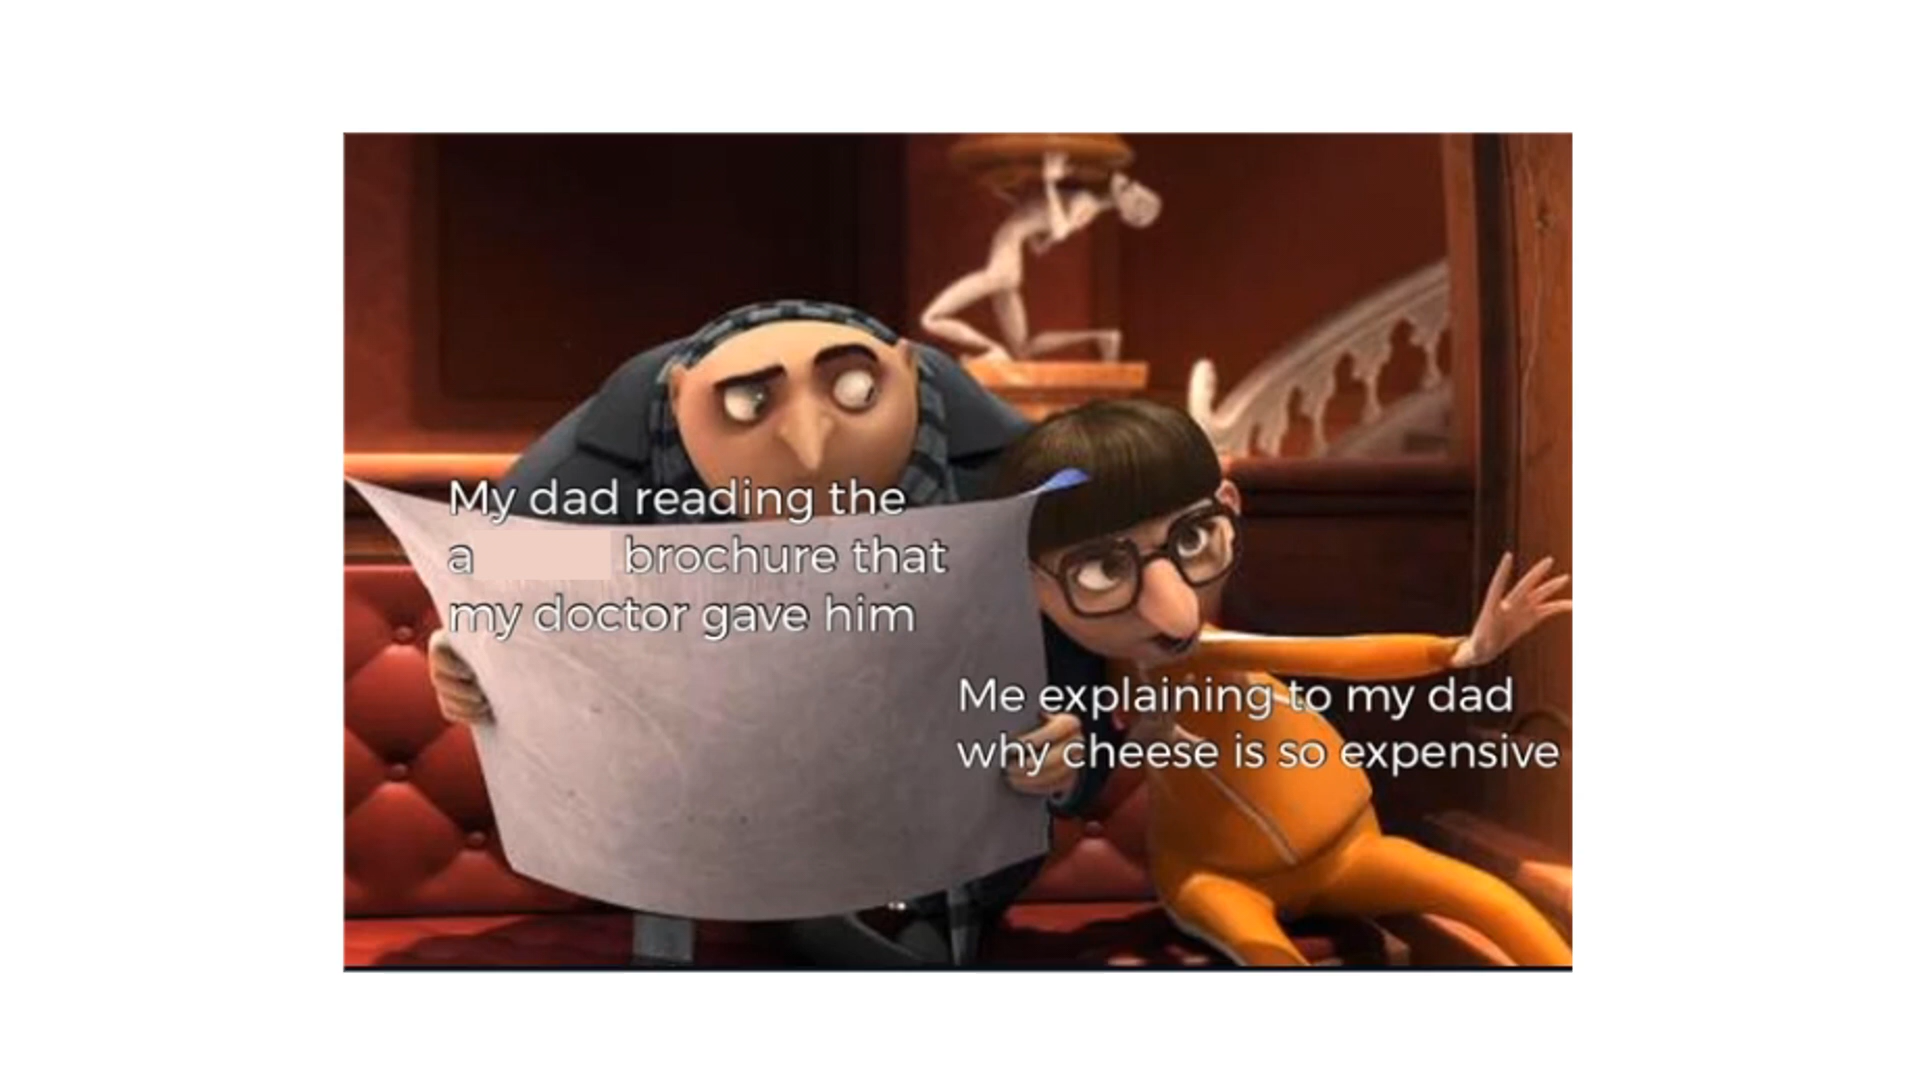 My dad reading the
a brochure that
my doctor gave him
Me explaining to my dad
why cheese is so expensive